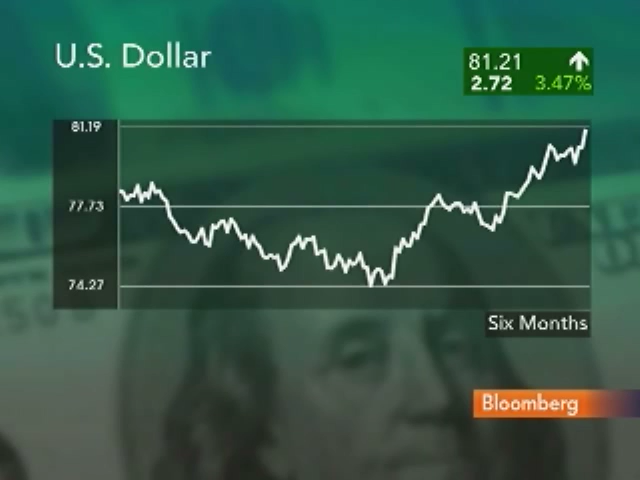 U.S. Dollar
81.21
2.72 3.47%
81.19
77.73
74.27
Six Months
Bloomberg